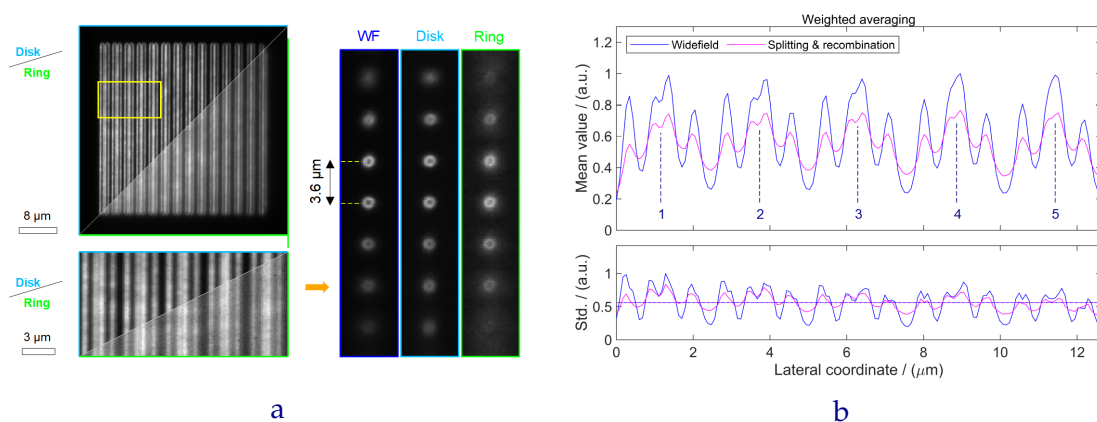 Disk
Ring
8 µm
Disk
Ring
3 µm
WF
Disk
Ring
3.6 µm
a
Weighted averaging
Widefield
Splitting & recombination
Mean value / (a.u.)
1.2
1
0.8
0.6
0.4
0.2
1
2
3
4
5
Std. / (a.u.)
1
0.5
0
0
2
4
6
8
10
12
Lateral coordinate / (µm)
b